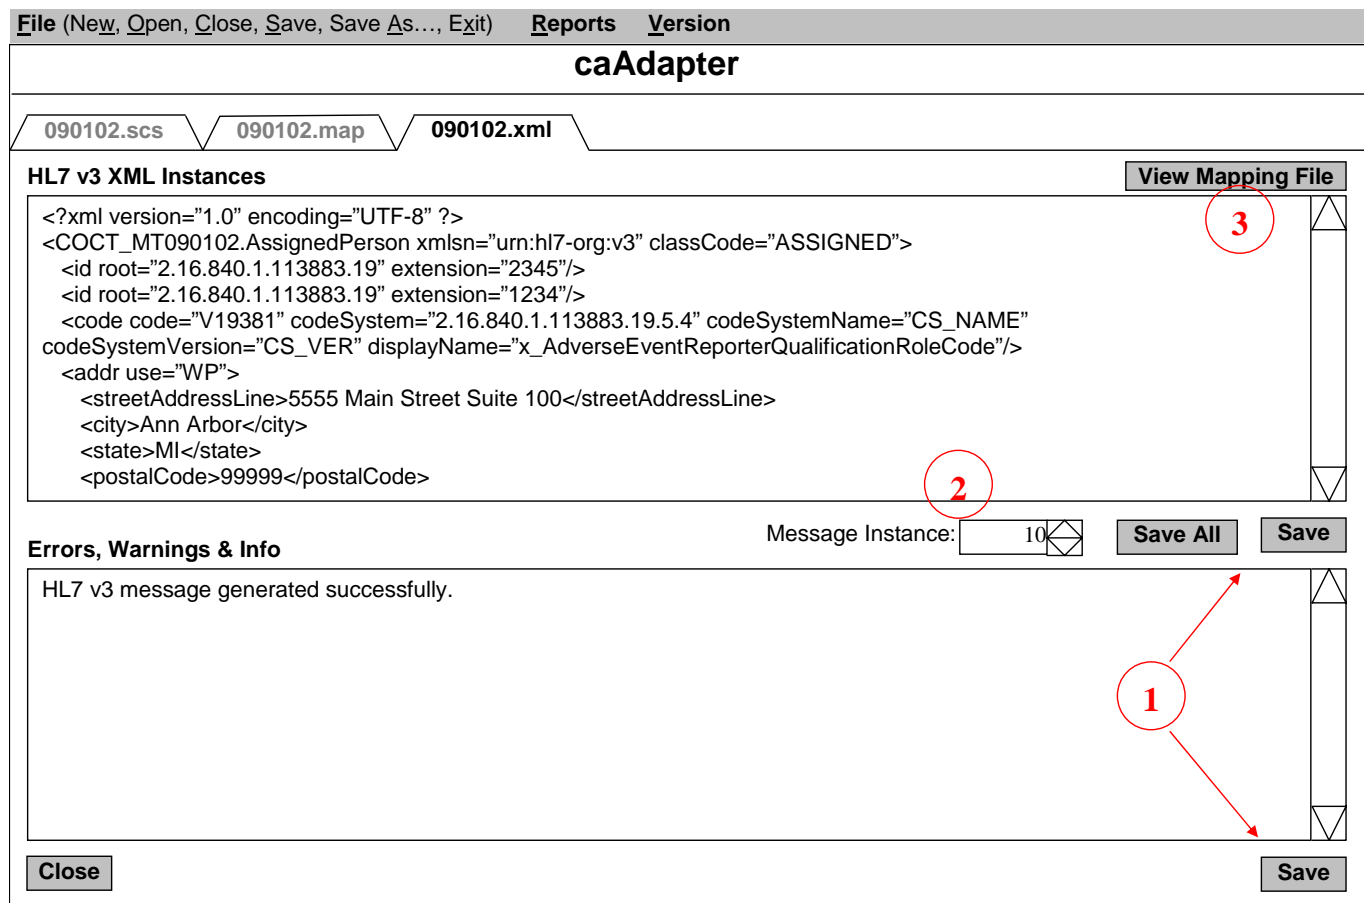 File (New, Open, Close, Save, Save As…, Exit) Reports Version
caAdapter
090102.scs 090102.map 090102.xml
HL7 v3 XML Instances View Mapping File
<?xml version=”1.0” encoding=”UTF-8” ?>
3
<COCT_MT090102.AssignedPerson xmlsn=”urn:hl7-org:v3” classCode=”ASSIGNED”>
<id root=”2.16.840.1.113883.19” extension=”2345”/>
<id root=”2.16.840.1.113883.19” extension=”1234”/>
<code code=”V19381” codeSystem=”2.16.840.1.113883.19.5.4” codeSystemName=”CS_NAME”
codeSystemVersion=”CS_VER” displayName=”x_AdverseEventReporterQualificationRoleCode”/>
<addr use=”WP”>
<streetAddressLine>5555 Main Street Suite 100</streetAddressLine>
<city>Ann Arbor</city>
<state>MI</state>
<postalCode>99999</postalCode>
2
Message Instance: 10 Save All Save
Errors, Warnings & Info
HL7 v3 message generated successfully.
1
Close Save